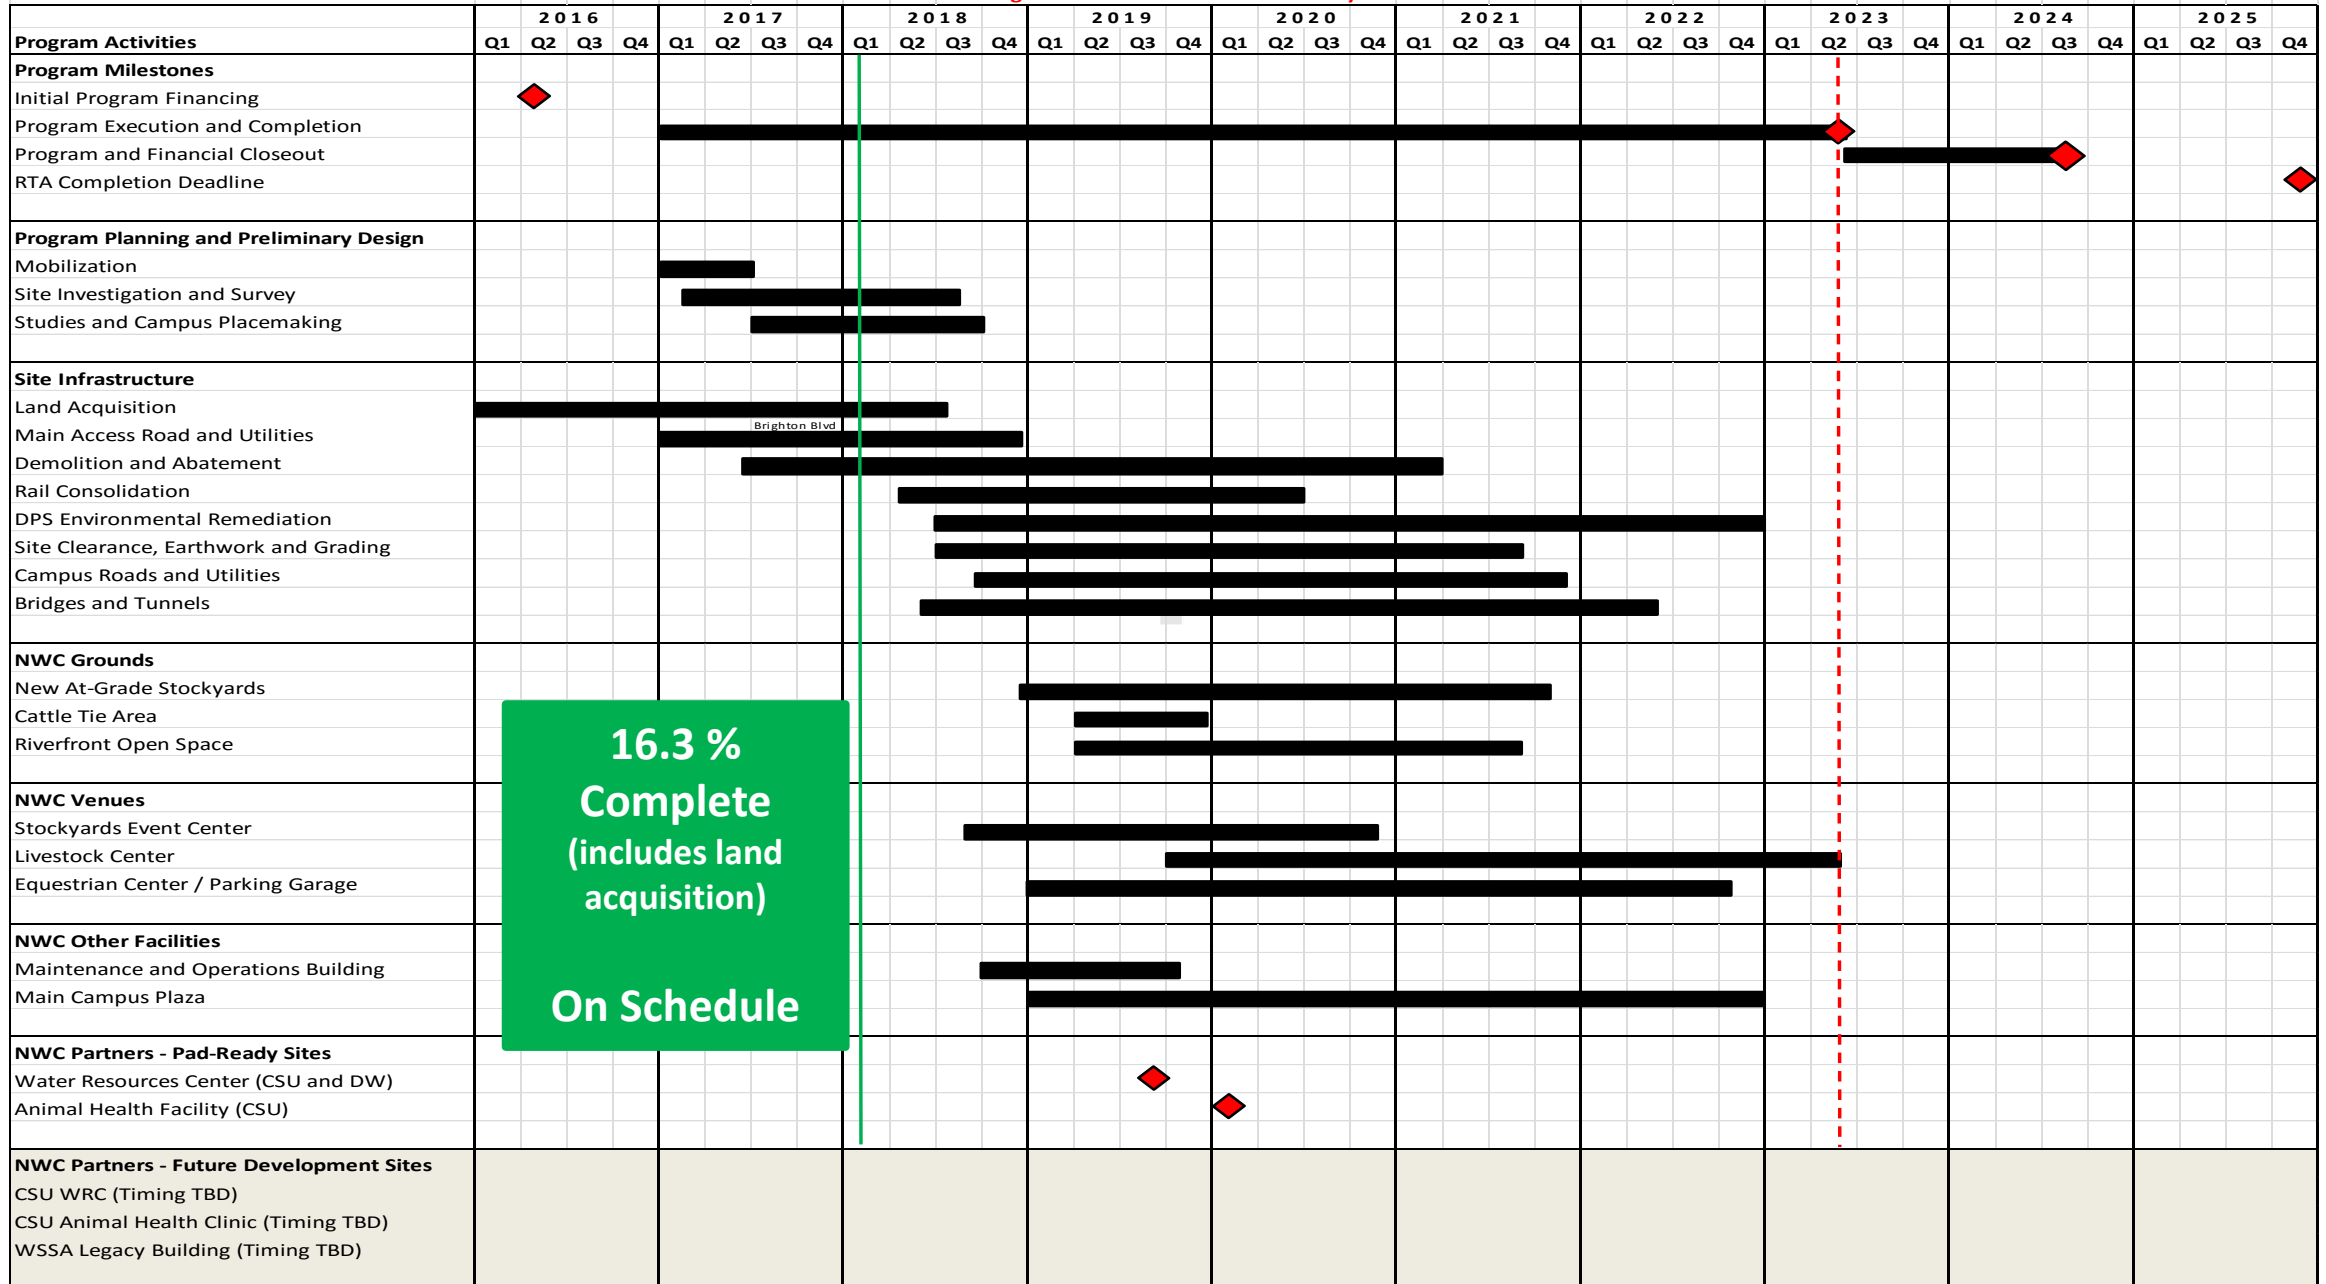 2016 2017 2018 2019 2020 2021 2022 2023 2024 2025
Program Activities Q1 Q2 Q3 Q4 Q1 Q2 Q3 Q4 Q1 Q2 Q3 Q4 Q1 Q2 Q3 Q4 Q1 Q2 Q3 Q4 Q1 Q2 Q3 Q4 Q1 Q2 Q3 Q4 Q1 Q2 Q3 Q4 Q1 Q2 Q3 Q4 Q1 Q2 Q3 Q4
Program Milestones
Initial Program Financing
Program Execution and Completion
Program and Financial Closeout
RTA Completion Deadline
Program Planning and Preliminary Design
Mobilization
Site Investigation and Survey
Studies and Campus Placemaking
Site Infrastructure
Land Acquisition
Brighton Blvd
Main Access Road and Utilities
Demolition and Abatement
Rail Consolidation
DPS Environmental Remediation
Site Clearance, Earthwork and Grading
Campus Roads and Utilities
Bridges and Tunnels
NWC Grounds
New At-Grade Stockyards
Cattle Tie Area
Riverfront Open Space
NWC Venues
Stockyards Event Center
Livestock Center
Equestrian Center / Parking Garage
NWC Other Facilities
Maintenance and Operations Building
Main Campus Plaza
16.3 %
Complete
(includes land
acquisition)
On Schedule
NWC Partners - Pad-Ready Sites
Water Resources Center (CSU and DW)
Animal Health Facility (CSU)
NWC Partners - Future Development Sites
CSU WRC (Timing TBD)
CSU Animal Health Clinic (Timing TBD)
WSSA Legacy Building (Timing TBD)